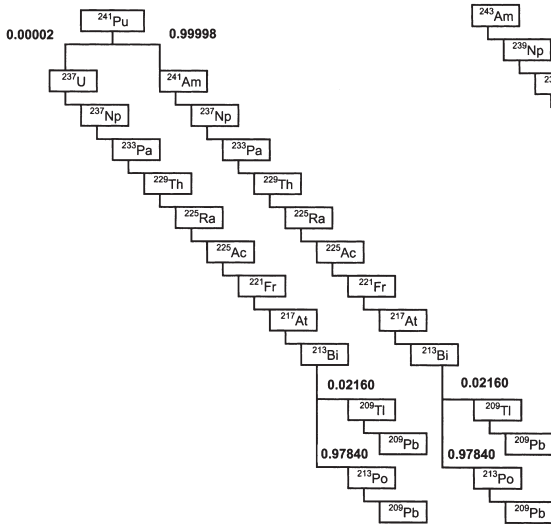 ²⁴¹Pu
²⁴³Am
0.00002
0.99998
²³⁹Np
²³⁷U
²⁴¹Am
²³⁷Np
²³⁷Np
²³³Pa
²³³Pa
²²⁹Th
²²⁹Th
²²⁵Ra
²²⁵Ra
²²⁵Ac
²²⁵Ac
²²¹Fr
²²¹Fr
²¹⁷At
²¹⁷At
²¹³Bi
²¹³Bi
0.02160
0.02160
²⁰⁹Tl
²⁰⁹Tl
²⁰⁹Pb
²⁰⁹Pb
0.97840
0.97840
²¹³Po
²¹³Po
²⁰⁹Pb
²⁰⁹Pb